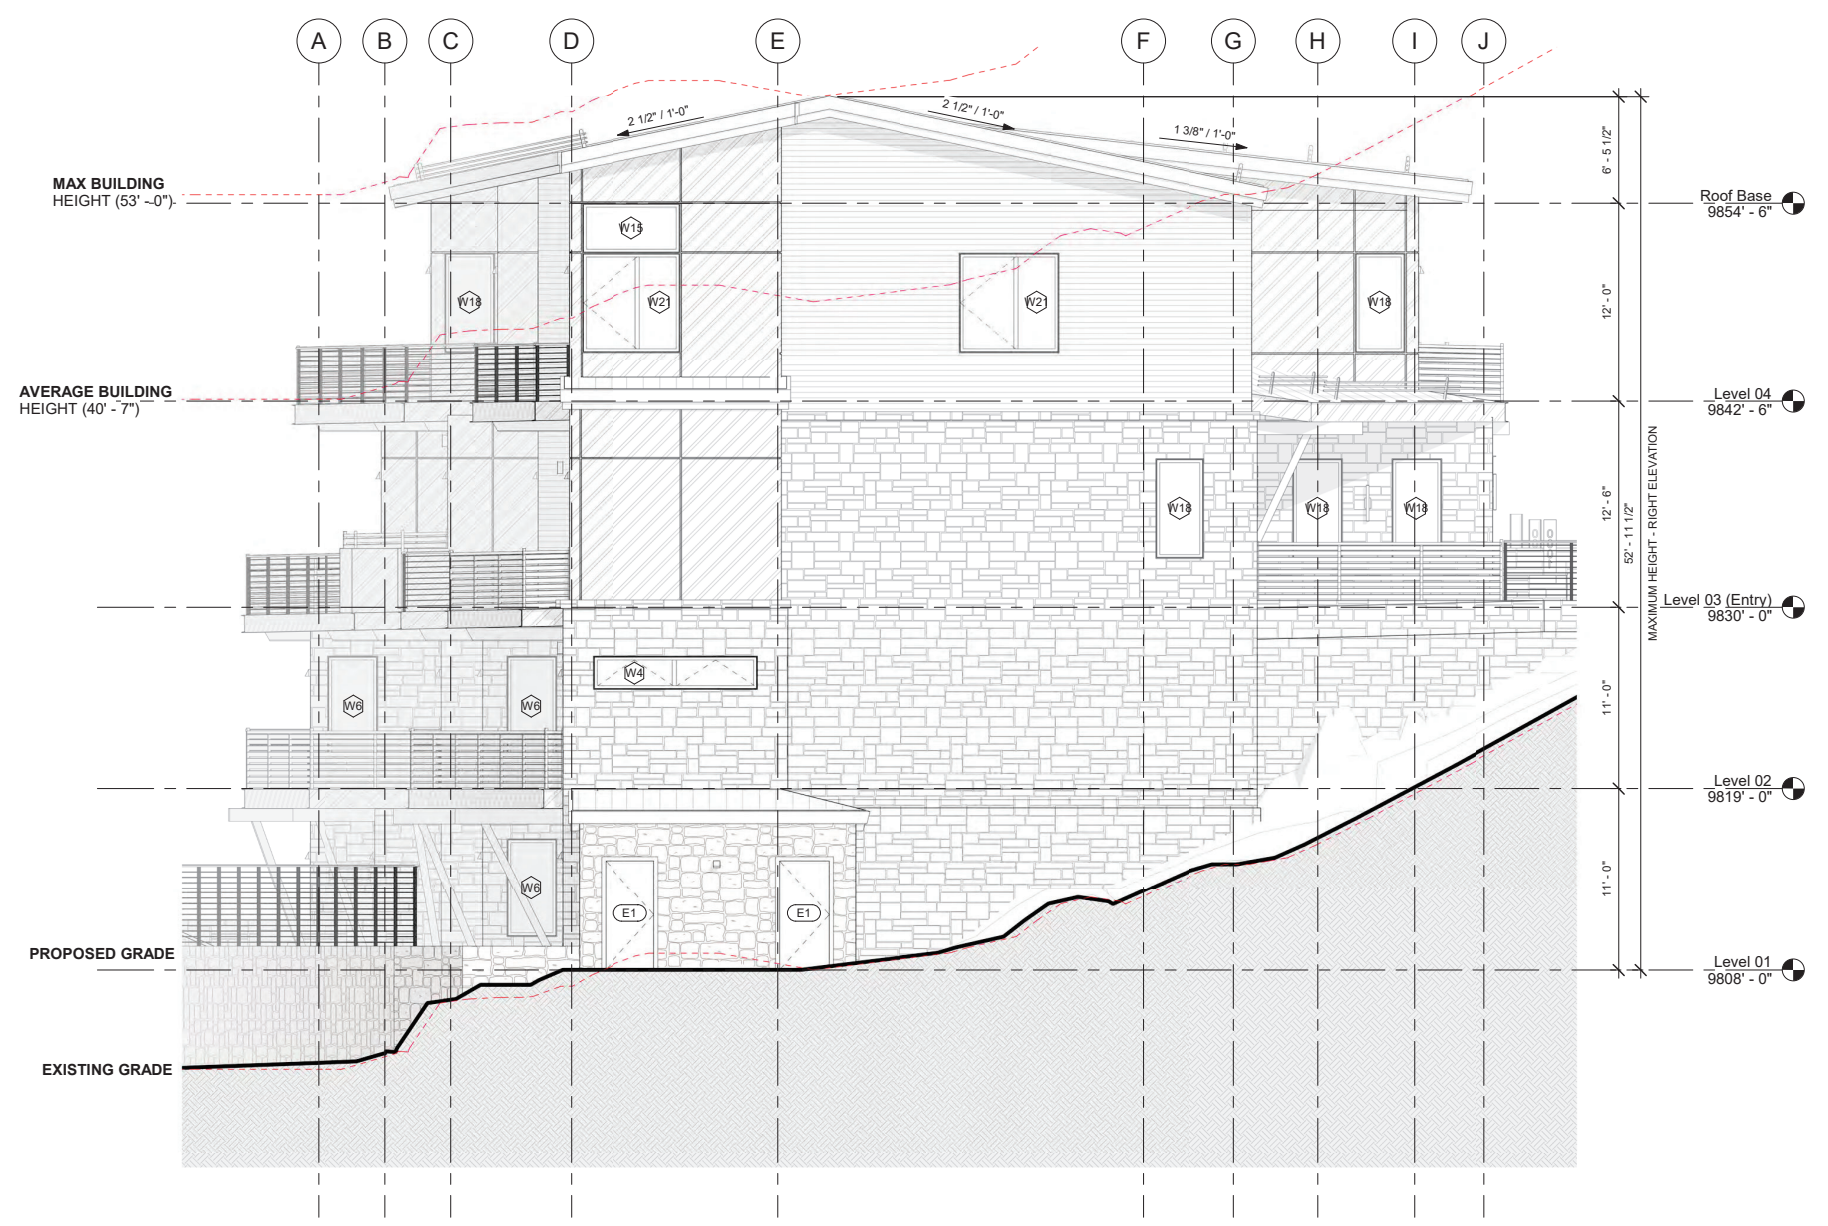 A B C D E F G H I J
2 1/2" / 1'-0"
2 1/2" / 1'-0"
1 3/8" / 1'-0"
6' - 5 1/2"
MAX BUILDING
HEIGHT (53' - 0")
Roof Base
9854' - 6"
W15
W18
W21
W21
W18
12' - 0"
AVERAGE BUILDING
HEIGHT (40' - 7")
Level 04
9842' - 6"
W18
W18
W18
12' - 6"
52' - 11 1/2"
MAXIMUM HEIGHT - RIGHT ELEVATION
Level 03 (Entry)
9830' - 0"
W4
W6
W6
11' - 0"
Level 02
9819' - 0"
W6
E1
E1
11' - 0"
PROPOSED GRADE
Level 01
9808' - 0"
EXISTING GRADE